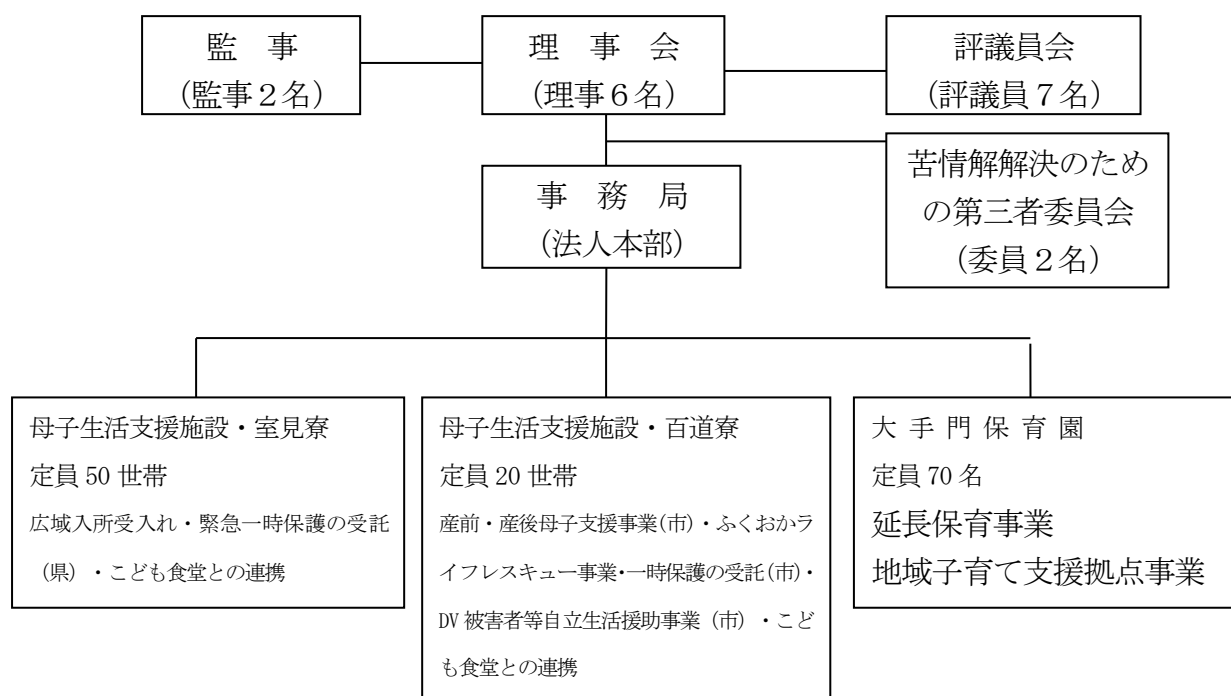 監　事
(監事２名)
理　事　会
(理事６名)
評議員会
(評議員７名)
苦情解解決のため
の第三者委員会
(委員２名)
事　務　局
(法人本部)
母子生活支援施設・室見寮
定員 50 世帯
広域入所受入れ・緊急一時保護の受託
（県）・こども食堂との連携
母子生活支援施設・百道寮
定員 20 世帯
産前・産後母子支援事業(市)・ふくおかラ
イフレスキュー事業・一時保護の受託(市)・
DV 被害者等自立生活援助事業（市）・こど
も食堂との連携
大 手 門 保 育 園
定員 70 名
延長保育事業
地域子育て支援拠点事業